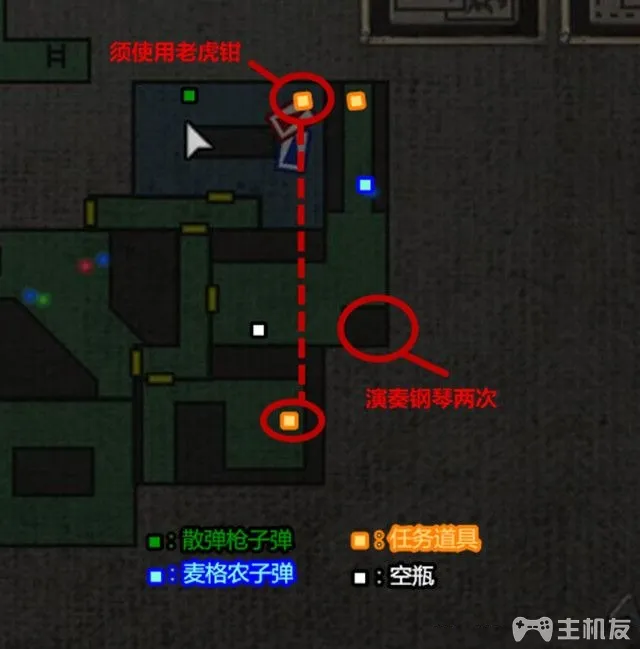 须使用老虎钳
演奏钢琴两次
：散弹枪子弹
：任务道具
：麦格农子弹
：空瓶
主机友